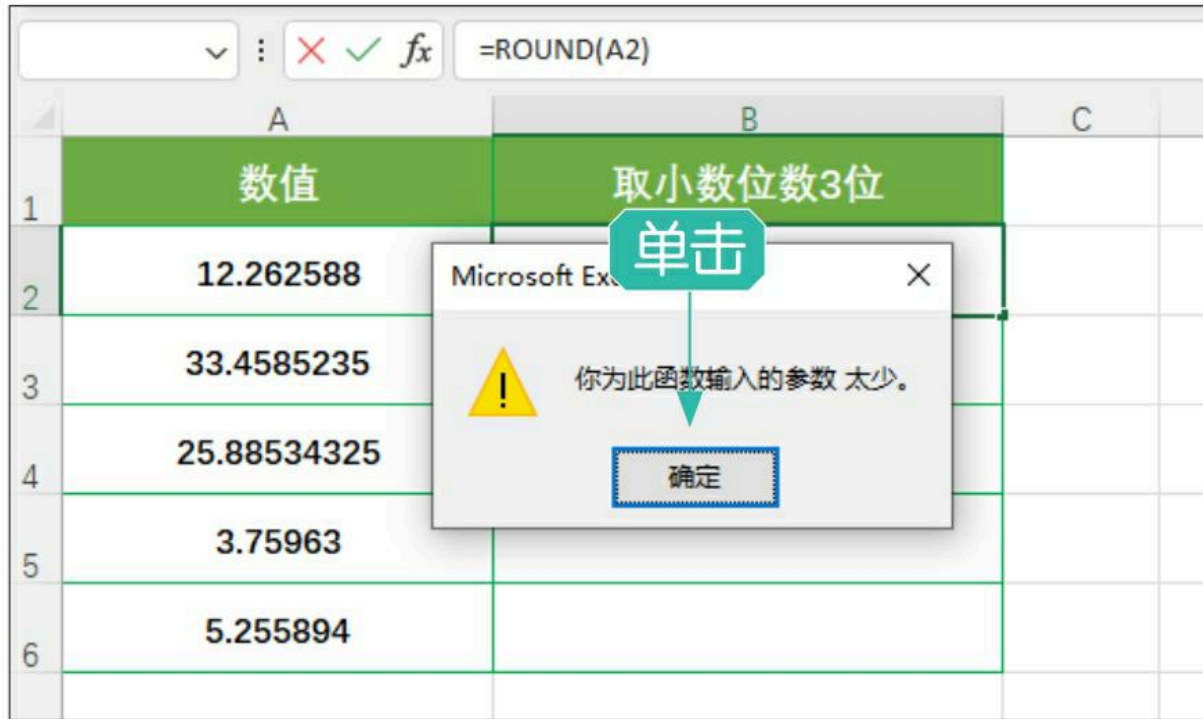 fx =ROUND(A2)
A B C
1 数值 取小数位数3位
单击
2 12.262588
Microsoft Ex
3 33.4585235
你为此函数输入的参数 太少。
4 25.88534325
确定
5 3.75963
6 5.255894